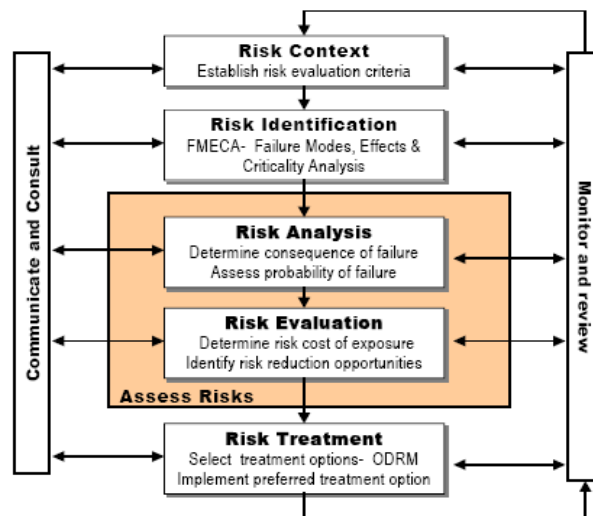 Risk Context
Establish risk evaluation criteria
Risk Identification
FMECA- Failure Modes, Effects &
Criticality Analysis
Risk Analysis
Determine consequence of failure
Assess probability of failure
Risk Evaluation
Determine risk cost of exposure
Identify risk reduction opportunities
Assess Risks
Risk Treatment
Select treatment options- ODRM
Implement preferred treatment option
Communicate and Consult
Monitor and review